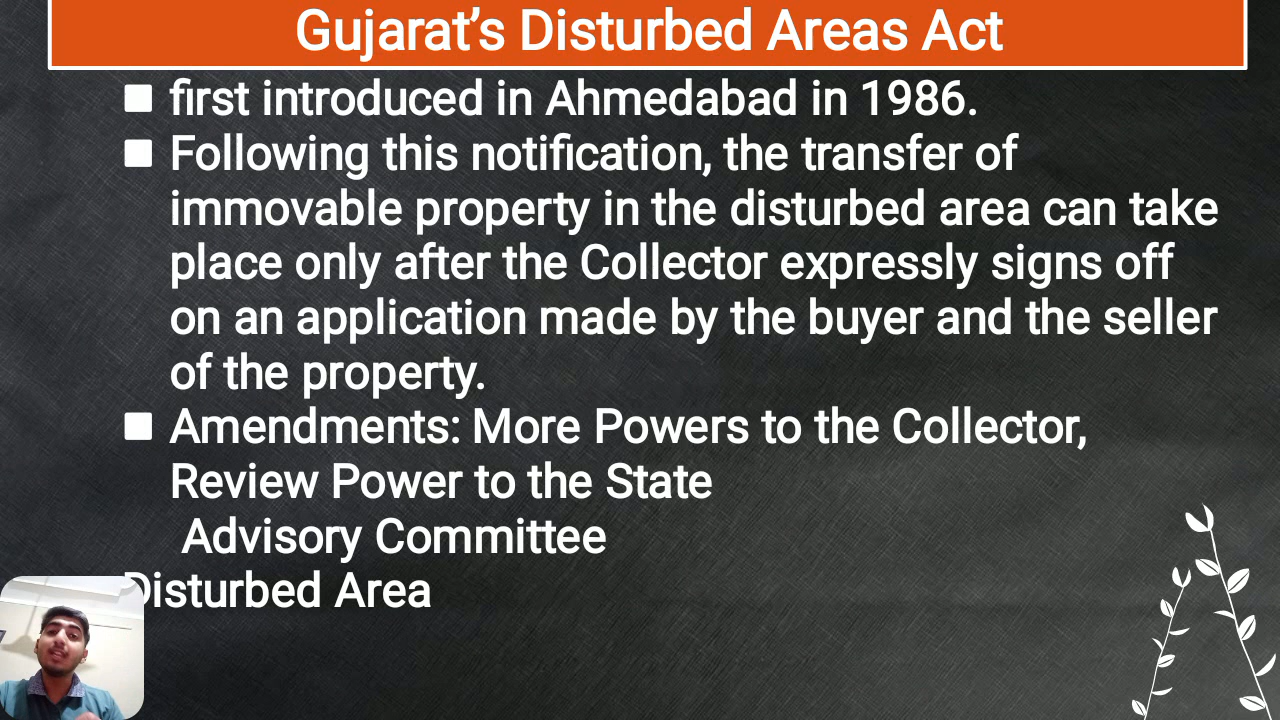 Gujarat’s Disturbed Areas Act
first introduced in Ahmedabad in 1986.
Following this notification, the transfer of
immovable property in the disturbed area can take
place only after the Collector expressly signs off
on an application made by the buyer and the seller
of the property.
Amendments: More Powers to the Collector,
Review Power to the State
Advisory Committee
Disturbed Area